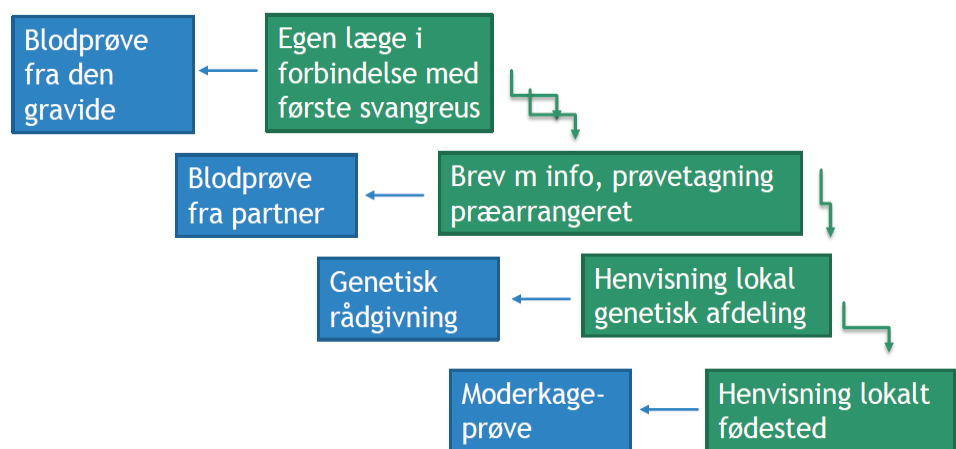 Blodprøve
fra den
gravide
Egen læge i
forbindelse med
første svangreus
Blodprøve
fra partner
Brev m info, prøvetagning
præarrangeret
Genetisk
rådgivning
Henvisning lokal
genetisk afdeling
Moderkage-
prøve
Henvisning lokalt
fødested